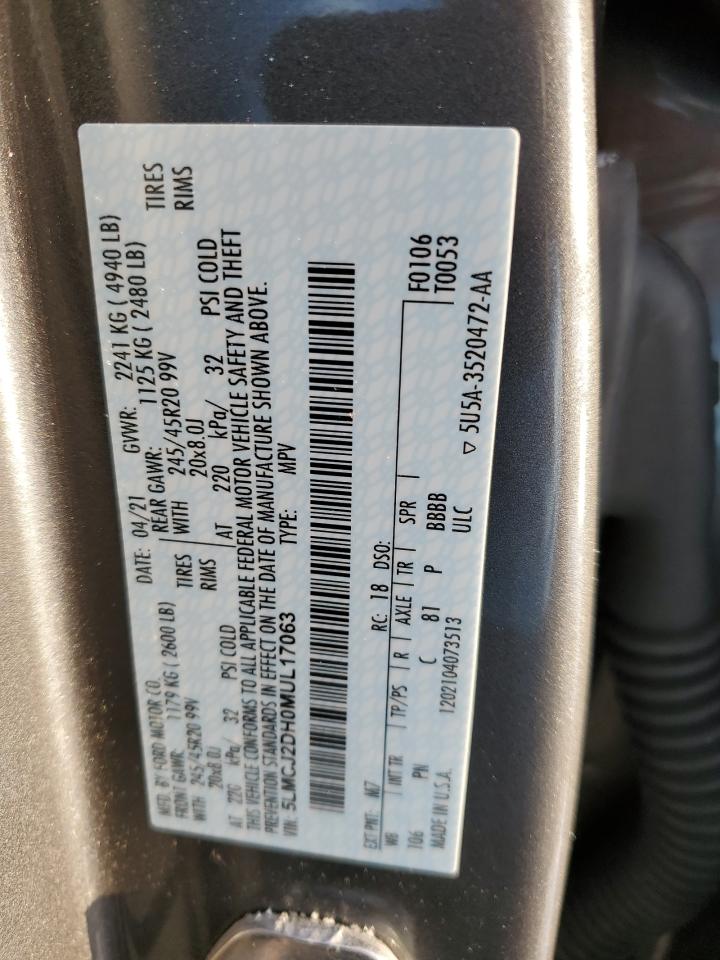 MFD. BY FORD MOTOR CO. DATE: 04/21 GVWR: 2241 KG ( 4940 LB)
FRONT GAWR: 1179 KG ( 2600 LB) REAR GAWR: 1125 KG ( 2480 LB)
WITH 245/45R20 99V TIRES WITH 245/45R20 99V TIRES
20x8.0J RIMS 20x8.0J RIMS
AT 220 kPa/ 32 PSI COLD AT 220 kPa/ 32 PSI COLD
THIS VEHICLE CONFORMS TO ALL APPLICABLE FEDERAL MOTOR VEHICLE SAFETY AND THEFT
PREVENTION STANDARDS IN EFFECT ON THE DATE OF MANUFACTURE SHOWN ABOVE.
VIN: 5LMCJ2DH0MUL17063 TYPE: MPV
EXT PNT: M7 RC: 18 DSO: F0106
WB INT TR TP/PS R AXLE TR SPR T0053
106 PN C 81 P BBBB
MADE IN U.S.A. 1202104073513 ULC
▽ 5U5A-3520472-AA